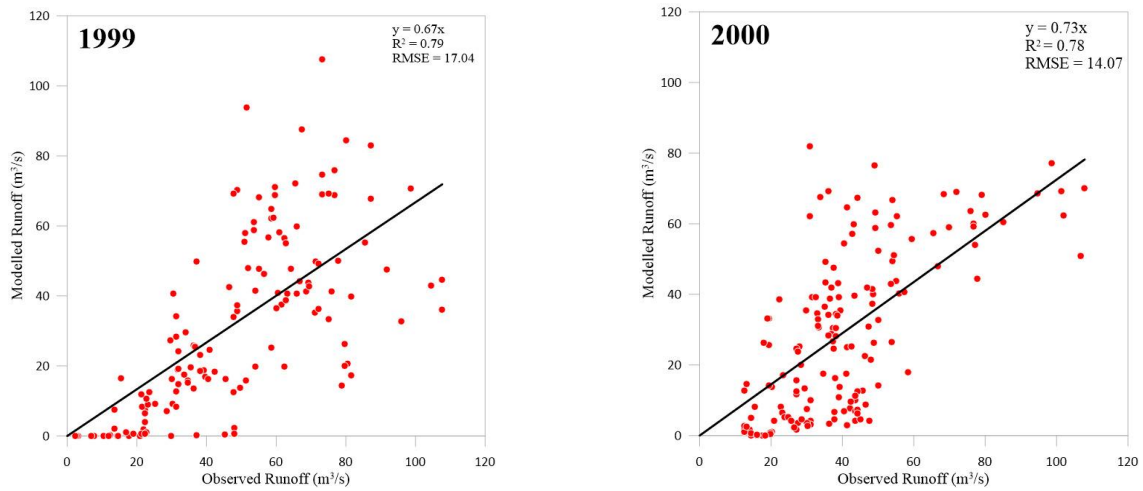 1999
y = 0.67x
R² = 0.79
RMSE = 17.04
120
100
80
60
40
20
0
Modelled Runoff (m³/s)
0 20 40 60 80 100 120
Observed Runoff (m³/s)
2000
y = 0.73x
R² = 0.78
RMSE = 14.07
120
100
80
60
40
20
0
Modelled Runoff (m³/s)
0 20 40 60 80 100 120
Observed Runoff (m³/s)